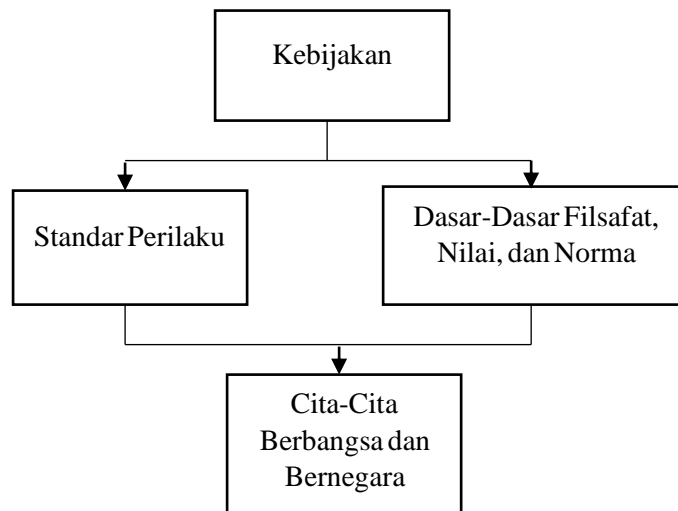 Kebijakan
Standar Perilaku
Dasar-Dasar Filsafat,
Nilai, dan Norma
Cita-Cita
Berbangsa dan
Bernegara